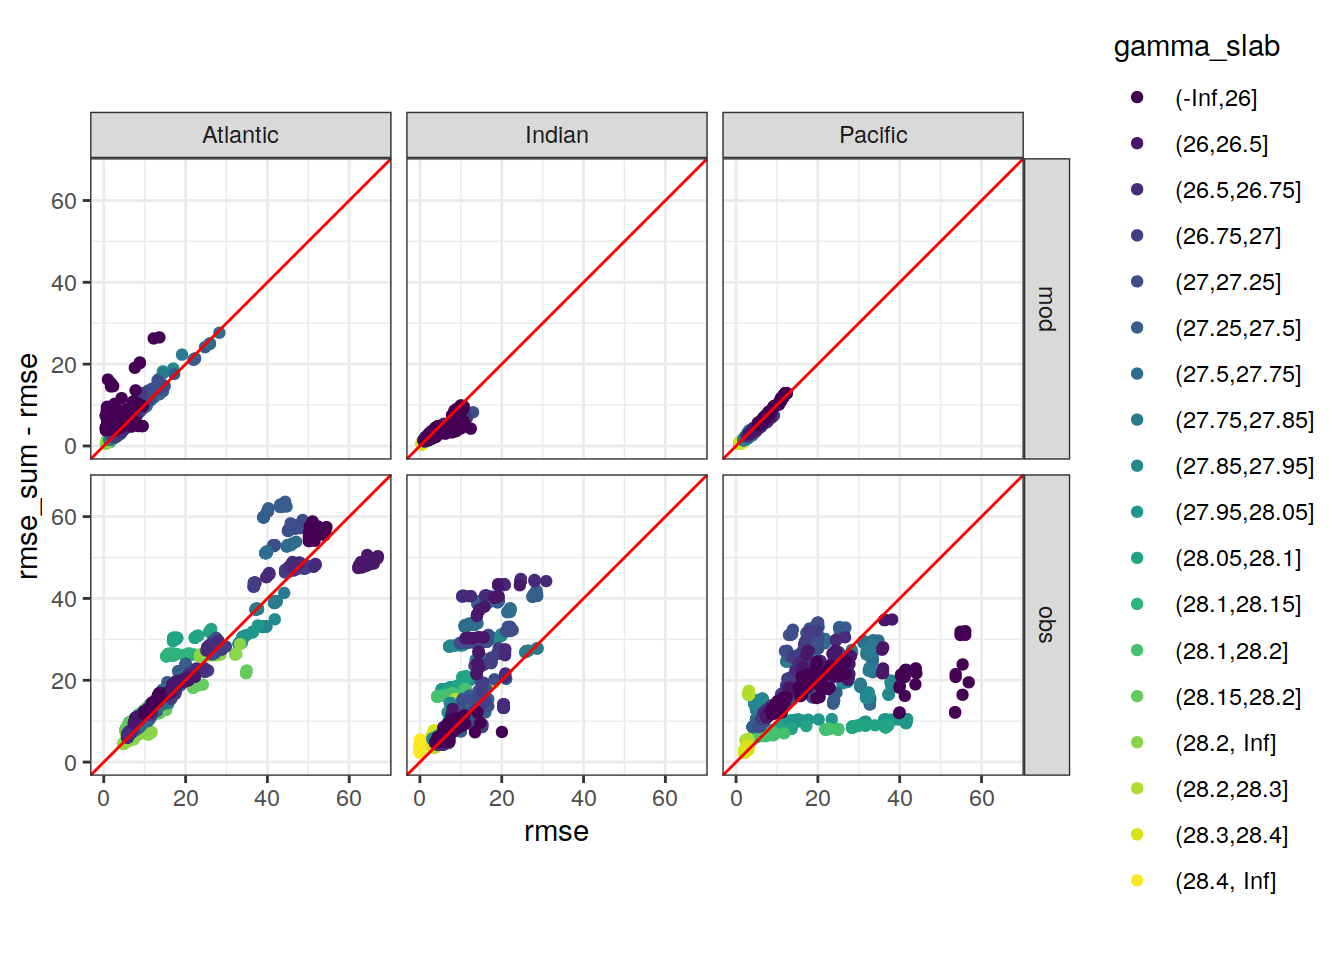 gamma_slab
(-Inf,26]
(26,26.5]
(26.5,26.75]
(26.75,27]
(27,27.25]
(27.25,27.5]
(27.5,27.75]
(27.75,27.85]
(27.85,27.95]
(27.95,28.05]
(28.05,28.1]
(28.1,28.15]
(28.1,28.2]
(28.15,28.2]
(28.2, Inf]
(28.2,28.3]
(28.3,28.4]
(28.4, Inf]
Atlantic Indian Pacific
mod
60
40
20
0
obs
60
40
20
0
0 20 40 60 0 20 40 60 0 20 40 60
rmse
rmse_sum - rmse